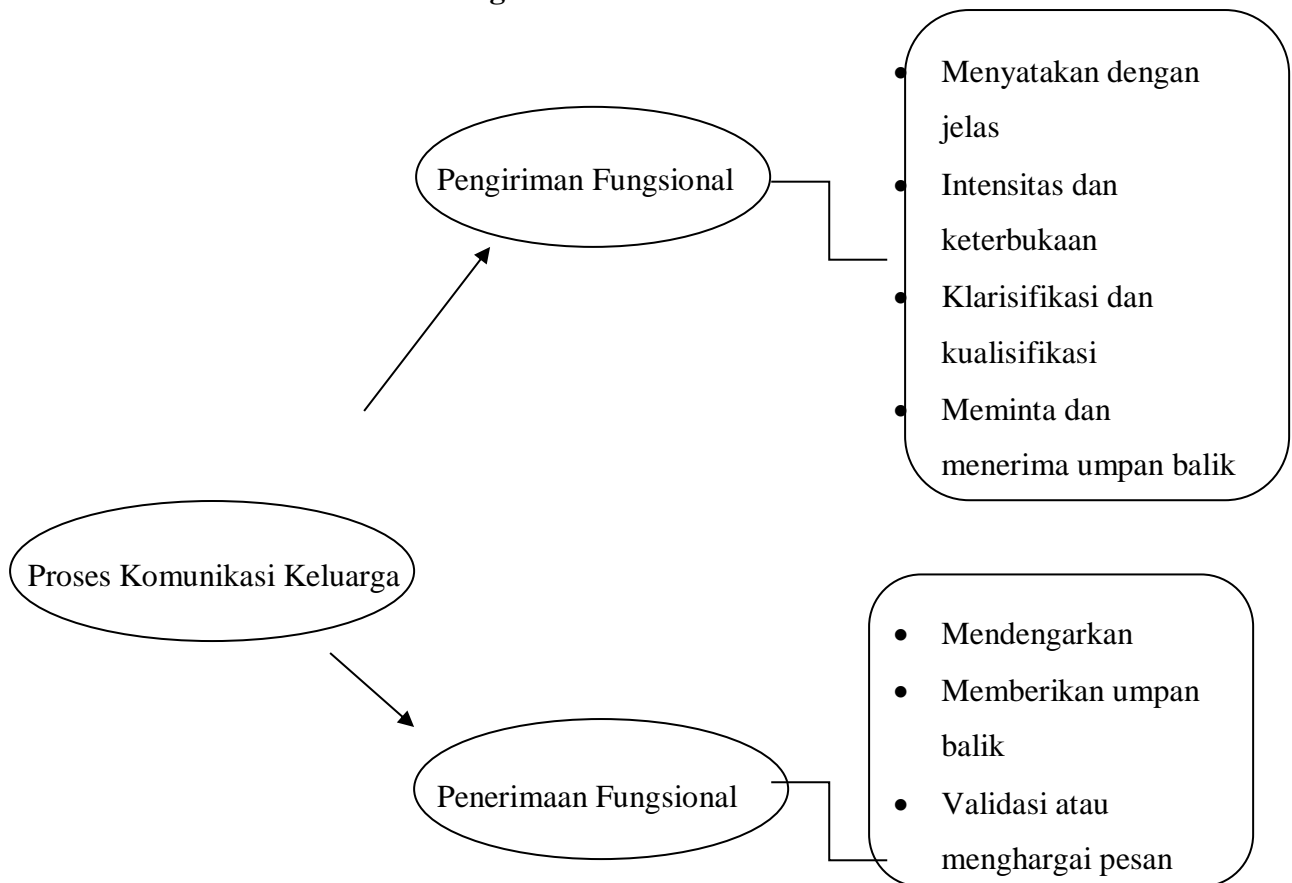 Menyatakan dengan
jelas
Pengiriman Fungsional
Intensitas dan
keterbukaan
Klarisifikasi dan
kualisifikasi
Meminta dan
menerima umpan balik
Proses Komunikasi Keluarga
Mendengarkan
Memberikan umpan
balik
Penerimaan Fungsional
Validasi atau
menghargai pesan